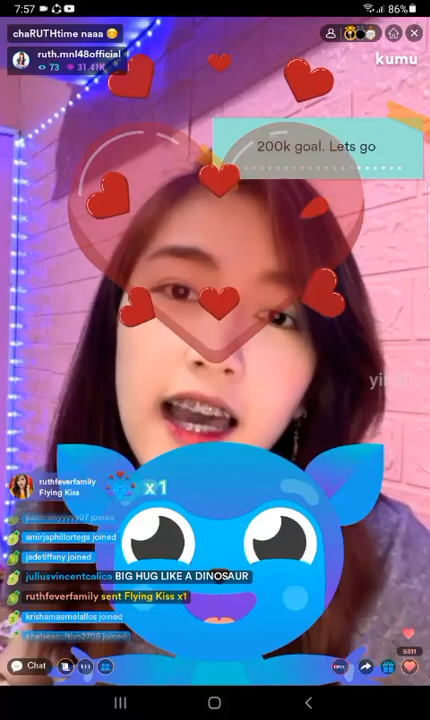 7:57
86%
chaRUTHtime naaa
ruth.mnl48official
73 31.41K
kumu
200k goal. Lets go
ruthfeverfamily
Flying Kiss
x1
amirjaphillortega joined
jadetiffany joined
juliusvincentcalica BIG HUG LIKE A DINOSAUR
ruthfeverfamily sent Flying Kiss x1
krishamaemelallos joined
joined
Chat
5511